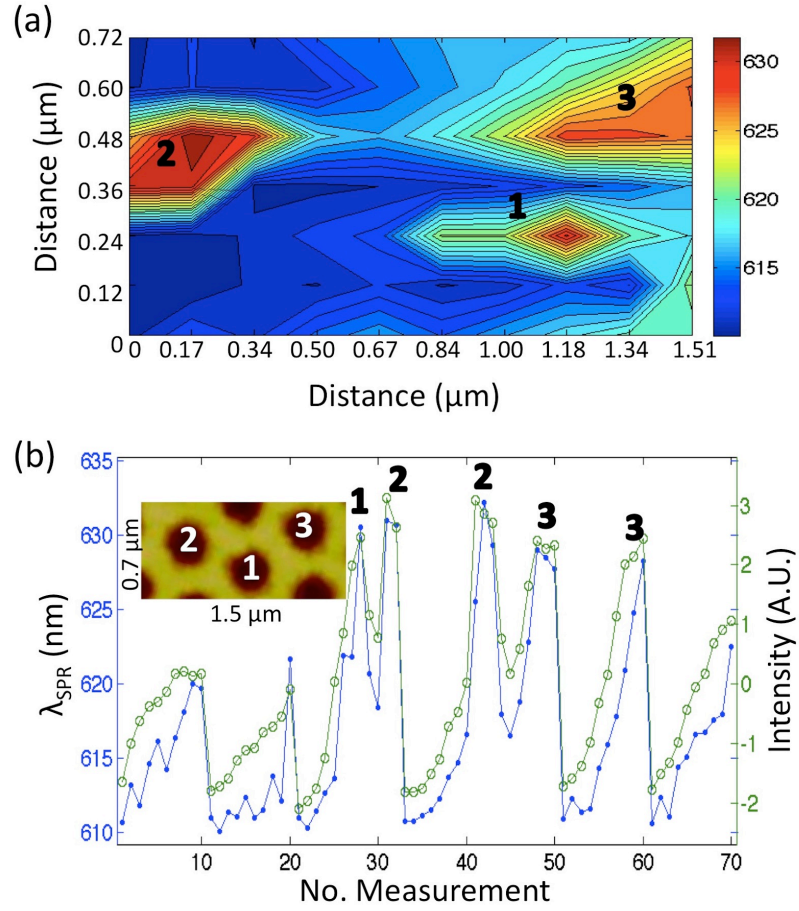 (a)
0.72
0.60
0.48
0.36
0.24
0.12
0
Distance (μm)
2
3
1
630
625
620
615
0 0.17 0.34 0.50 0.67 0.84 1.00 1.18 1.34 1.51
Distance (μm)
(b)
635
630
625
620
615
610
λSPR (nm)
0.7 μm
2 1 3
1.5 μm
1 2 2 3 3
3
2
1
0
-1
-2
Intensity (A.U.)
10 20 30 40 50 60 70
No. Measurement